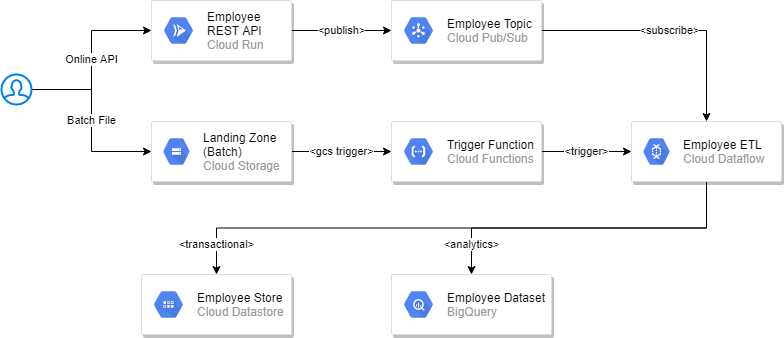 Employee
REST API
Cloud Run
<publish>
Employee Topic
Cloud Pub/Sub
<subscribe>
Online API
Batch File
Landing Zone
(Batch)
Cloud Storage
<gcs trigger>
Trigger Function
Cloud Functions
<trigger>
Employee ETL
Cloud Dataflow
<transactional>
<analytics>
Employee Store
Cloud Datastore
Employee Dataset
BigQuery